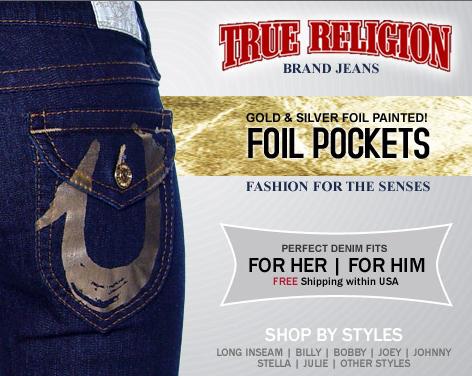 TRUE RELIGION
BRAND JEANS
GOLD & SILVER FOIL PAINTED!
FOIL POCKETS
FASHION FOR THE SENSES
PERFECT DENIM FITS
FOR HER | FOR HIM
FREE Shipping within USA
SHOP BY STYLES
LONG INSEAM | BILLY | BOBBY | JOEY | JOHNNY
STELLA | JULIE | OTHER STYLES